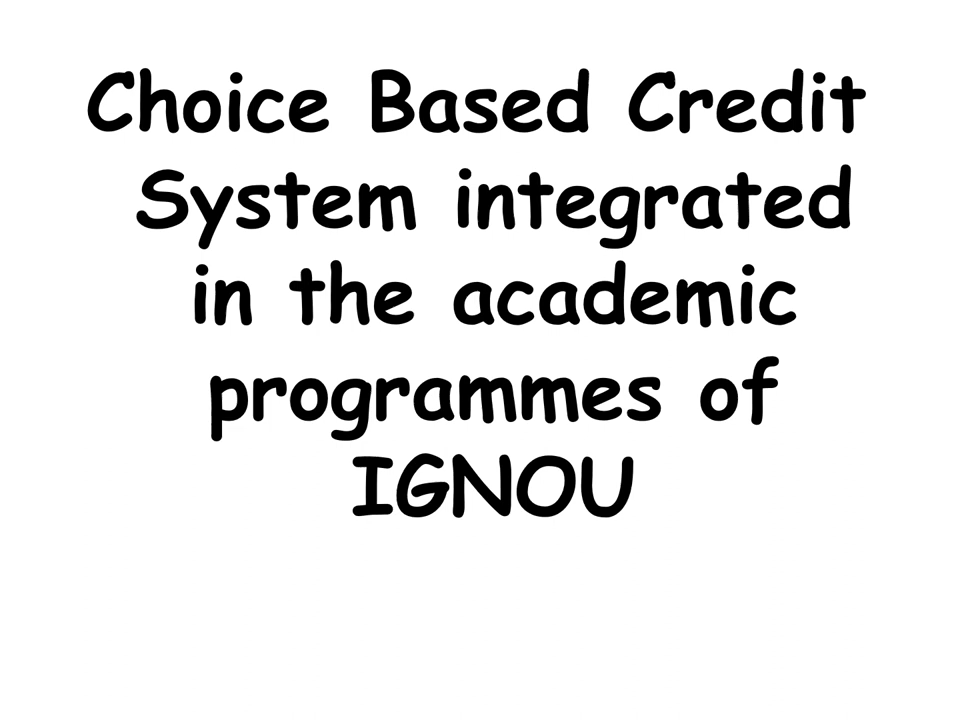 Choice Based Credit
System integrated
in the academic
programmes of
IGNOU